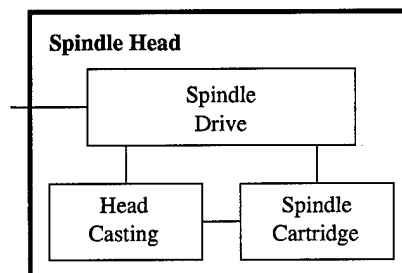 Spindle Head
Spindle
Drive
Head
Casting
Spindle
Cartridge